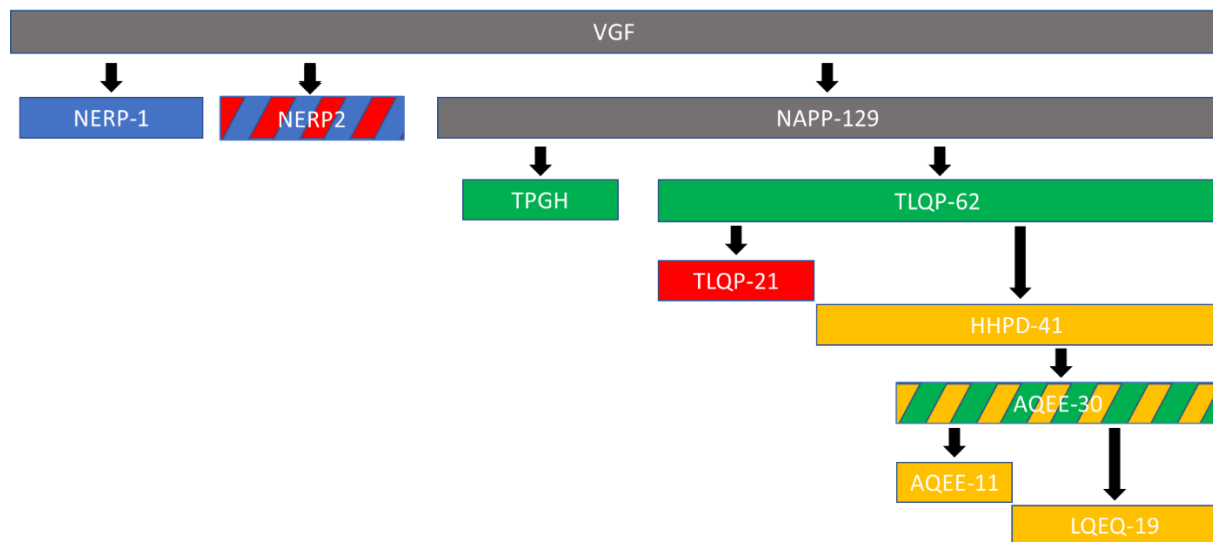 VGF
NERP-1
NERP2
NAPP-129
TPGH
TLQP-62
TLQP-21
HHPD-41
AQEE-30
AQEE-11
LQEQ-19